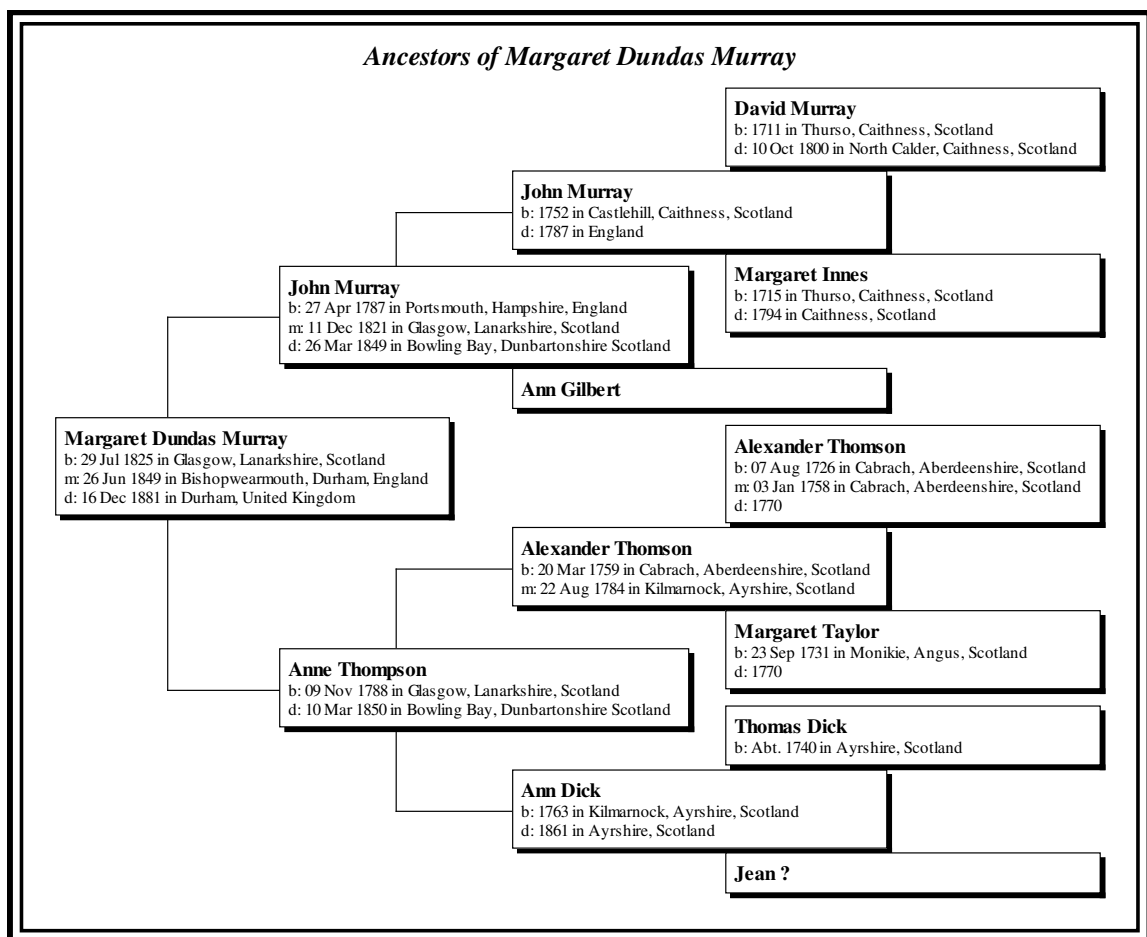 Ancestors of Margaret Dundas Murray
David Murray
b: 1711 in Thurso, Caithness, Scotland
d: 10 Oct 1800 in North Calder, Caithness, Scotland
John Murray
b: 1752 in Castlehill, Caithness, Scotland
d: 1787 in England
Margaret Innes
b: 1715 in Thurso, Caithness, Scotland
d: 1794 in Caithness, Scotland
John Murray
b: 27 Apr 1787 in Portsmouth, Hampshire, England
m: 11 Dec 1821 in Glasgow, Lanarkshire, Scotland
d: 26 Mar 1849 in Bowling Bay, Dunbartonshire Scotland
Ann Gilbert
Margaret Dundas Murray
b: 29 Jul 1825 in Glasgow, Lanarkshire, Scotland
m: 26 Jun 1849 in Bishopwearmouth, Durham, England
d: 16 Dec 1881 in Durham, United Kingdom
Alexander Thomson
b: 07 Aug 1726 in Cabrach, Aberdeenshire, Scotland
m: 03 Jan 1758 in Cabrach, Aberdeenshire, Scotland
d: 1770
Alexander Thomson
b: 20 Mar 1759 in Cabrach, Aberdeenshire, Scotland
m: 22 Aug 1784 in Kilmarnock, Ayrshire, Scotland
Margaret Taylor
b: 23 Sep 1731 in Monikie, Angus, Scotland
d: 1770
Anne Thompson
b: 09 Nov 1788 in Glasgow, Lanarkshire, Scotland
d: 10 Mar 1850 in Bowling Bay, Dunbartonshire Scotland
Thomas Dick
b: Abt. 1740 in Ayrshire, Scotland
Ann Dick
b: 1763 in Kilmarnock, Ayrshire, Scotland
d: 1861 in Ayrshire, Scotland
Jean ?